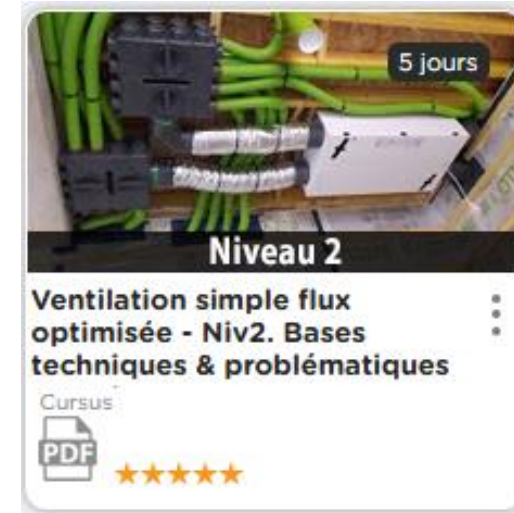 5 jours
Niveau 2
Ventilation simple flux
optimisée - Niv2. Bases
techniques & problématiques
Cursus
PDF